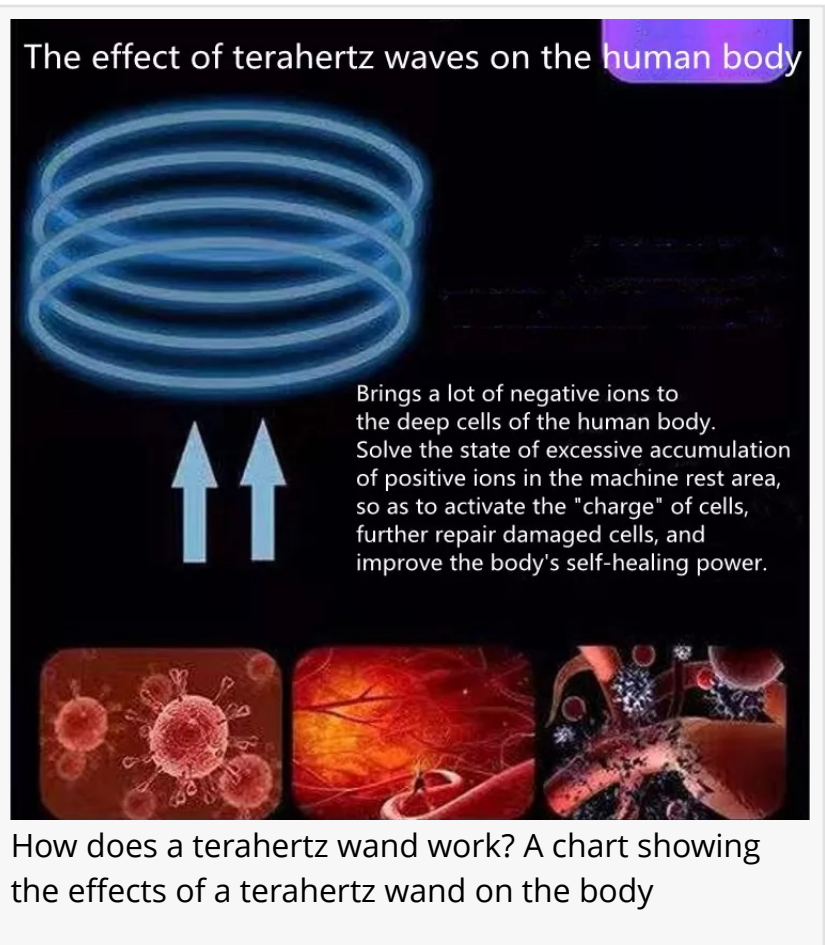 The effect of terahertz waves on the human body
Brings a lot of negative ions to
the deep cells of the human body.
Solve the state of excessive accumulation
of positive ions in the machine rest area,
so as to activate the "charge" of cells,
further repair damaged cells, and
improve the body's self-healing power.
How does a terahertz wand work? A chart showing
the effects of a terahertz wand on the body